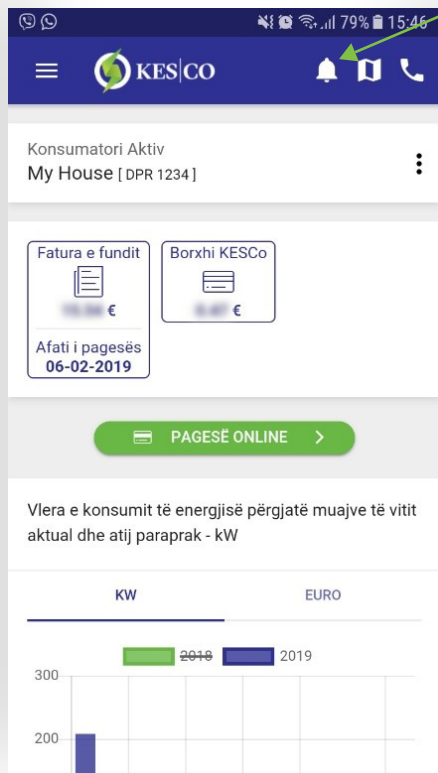 79% 15:46
KES|CO
Konsumatori Aktiv
My House [ DPR 1234 ]
Fatura e fundit
Borxhi KESCo
€
€
Afati i pagesës
06-02-2019
PAGESË ONLINE
Vlera e konsumit të energjisë përgjatë muajve të vitit
aktual dhe atij paraprak - kW
KW
EURO
2018
2019
300
200